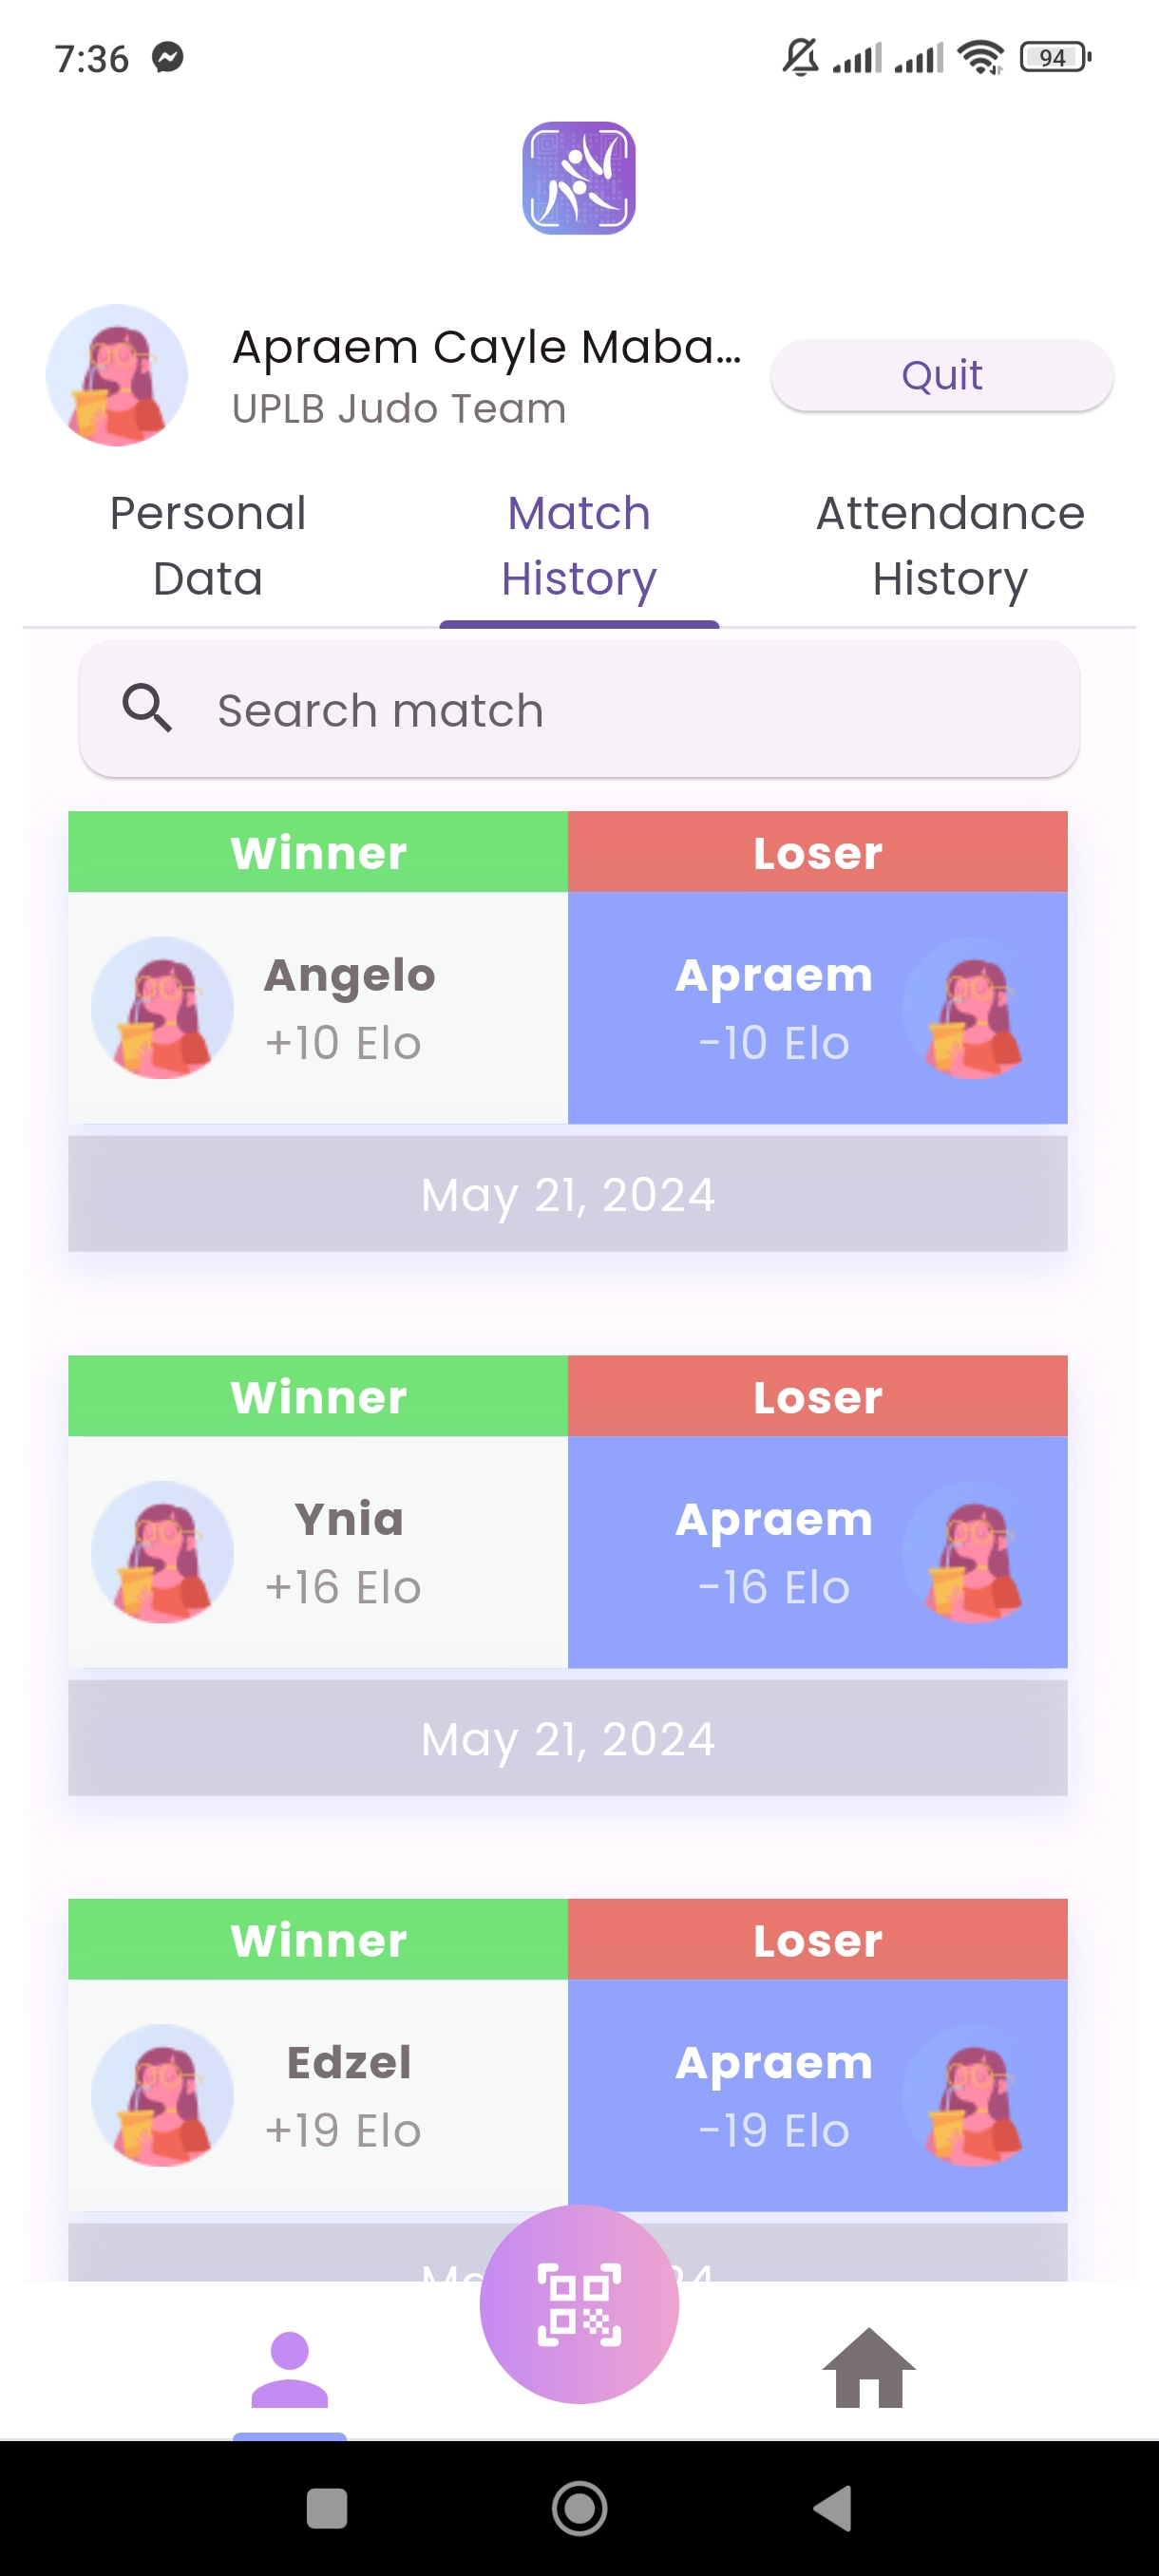 7:36
94
Apraem Cayle Maba...
UPLB Judo Team
Quit
Personal
Data
Match
History
Attendance
History
Search match
Winner
Loser
Angelo
+10 Elo
Apraem
-10 Elo
May 21, 2024
Winner
Loser
Ynia
+16 Elo
Apraem
-16 Elo
May 21, 2024
Winner
Loser
Edzel
+19 Elo
Apraem
-19 Elo